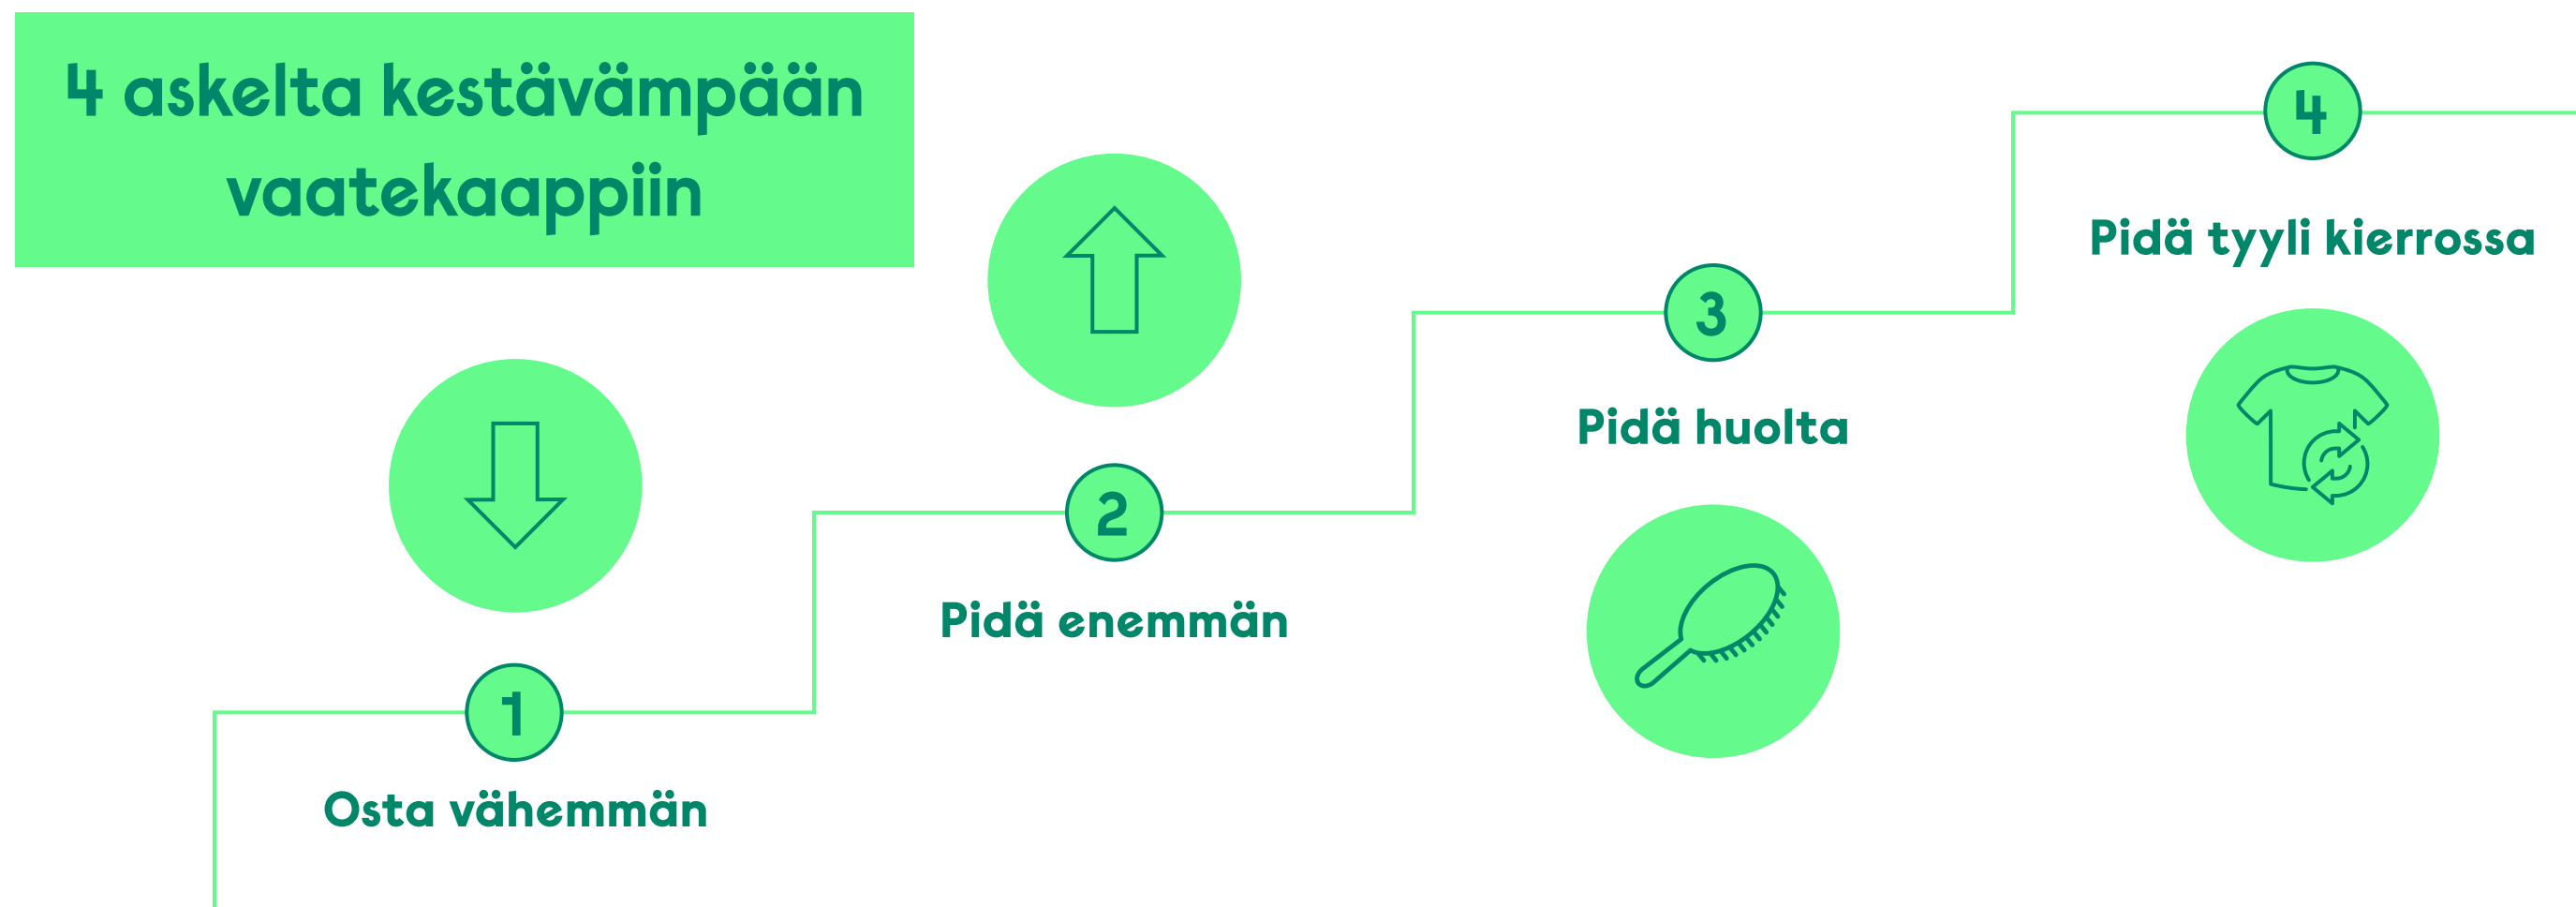 4 askelta kestävämpään
vaatekaappiin
1
Osta vähemmän
2
Pidä enemmän
3
Pidä huolta
4
Pidä tyyli kierrossa